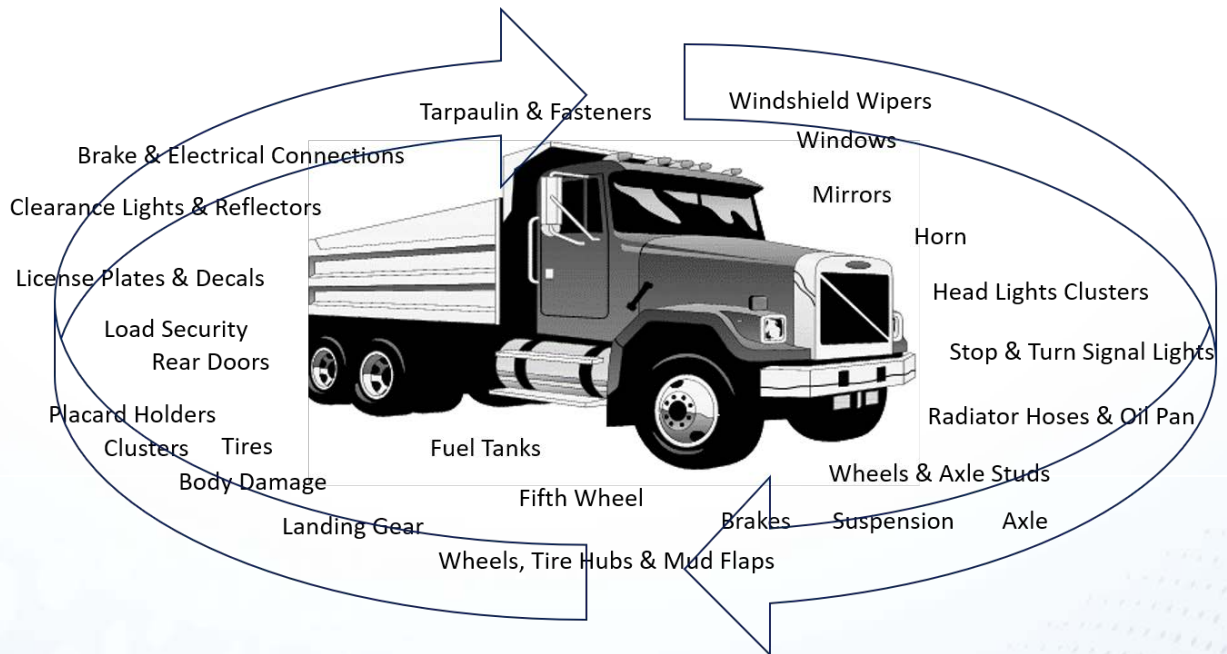 Tarpaulin & Fasteners
Windshield Wipers
Windows
Brake & Electrical Connections
Mirrors
Clearance Lights & Reflectors
Horn
License Plates & Decals
Head Lights Clusters
Load Security
Stop & Turn Signal Lights
Rear Doors
Placard Holders
Radiator Hoses & Oil Pan
Clusters
Tires
Fuel Tanks
Wheels & Axle Studs
Body Damage
Fifth Wheel
Landing Gear
Brakes
Suspension
Axle
Wheels, Tire Hubs & Mud Flaps